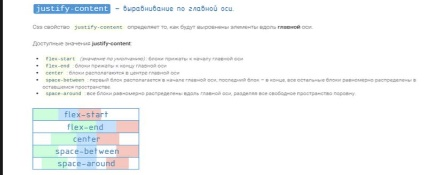 justify-content – выравнивание по главной оси.
Css свойство justify-content определяет то, как будут выровнены элементы вдоль главной оси.
Доступные значения justify-content:
flex-start (значение по умолчанию) : блоки прижаты к началу главной оси
flex-end : блоки прижаты к концу главной оси
center : блоки располагаются в центре главной оси
space-between : первый блок располагается в начале главной оси, последний блок – в конце, все остальные блоки равномерно распределены в
оставшемся пространстве.
space-around : все блоки равномерно распределены вдоль главной оси, разделяя все свободное пространство поровну.
flex-start
flex-end
center
space-between
space-around